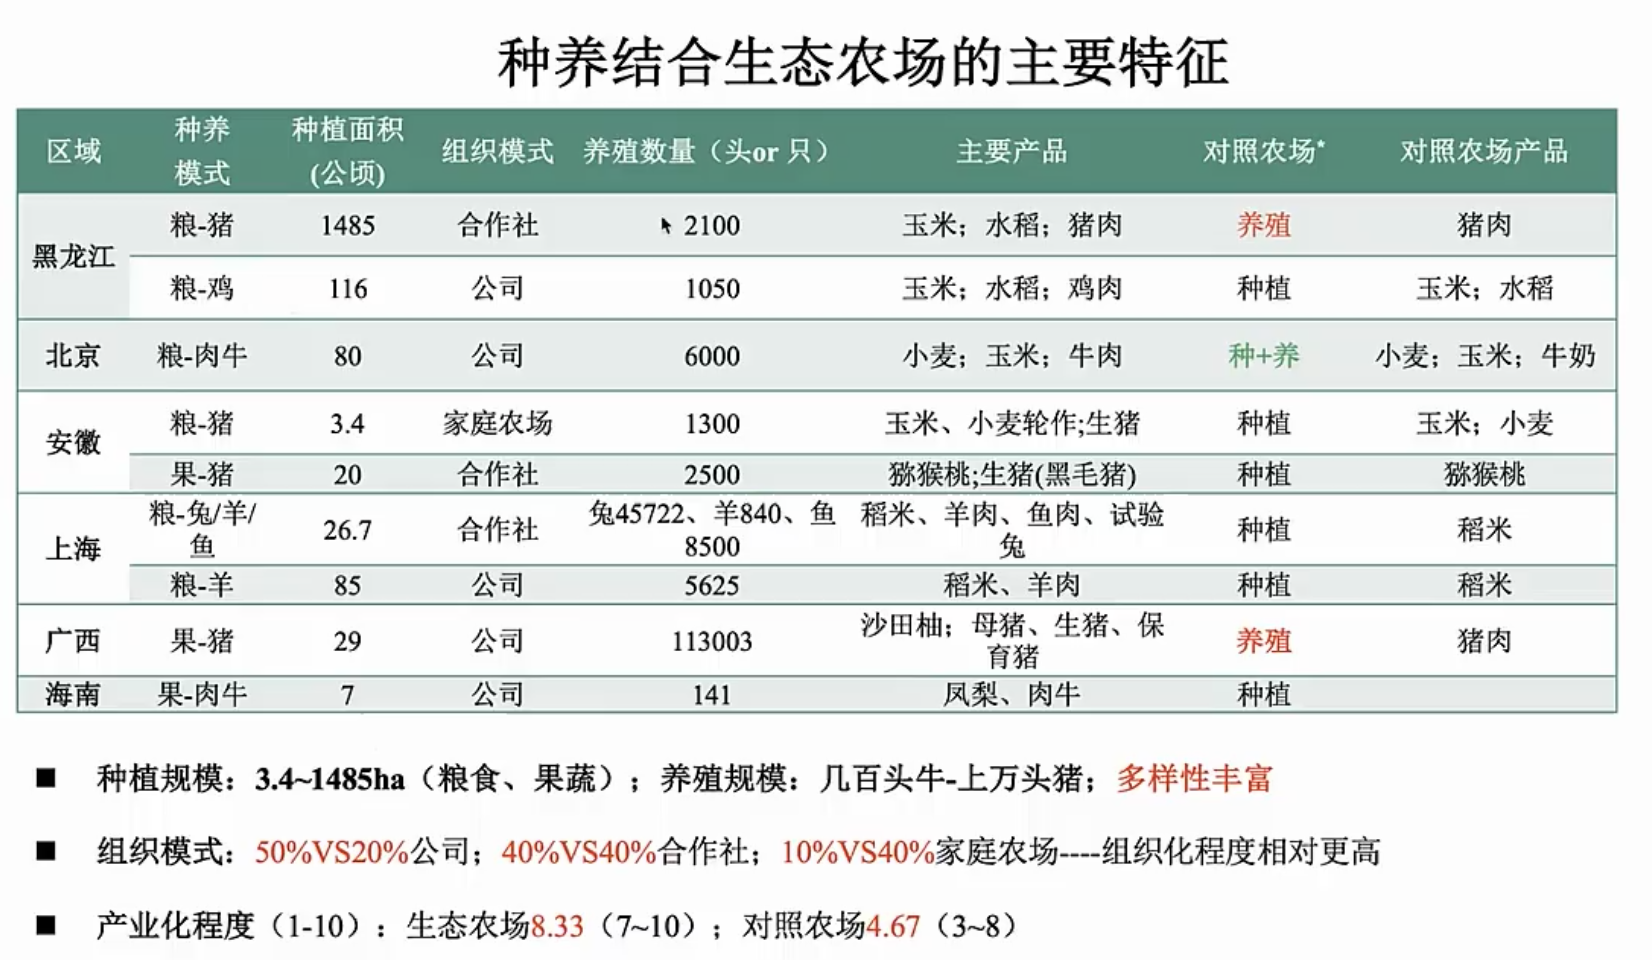 种养结合生态农场的主要特征
区域 种养模式 种植面积(公顷) 组织模式 养殖数量（头or 只） 主要产品 对照农场* 对照农场产品
黑龙江 粮-猪 1485 合作社 2100 玉米；水稻；猪肉 养殖 猪肉
粮-鸡 116 公司 1050 玉米；水稻；鸡肉 种植 玉米；水稻
北京 粮-肉牛 80 公司 6000 小麦；玉米；牛肉 种+养 小麦；玉米；牛奶
安徽 粮-猪 3.4 家庭农场 1300 玉米、小麦轮作;生猪 种植 玉米；小麦
果-猪 20 合作社 2500 猕猴桃;生猪(黑毛猪) 种植 猕猴桃
上海 粮-兔/羊/鱼 26.7 合作社 兔45722、羊840、鱼8500 稻米、羊肉、鱼肉、试验兔 种植 稻米
粮-羊 85 公司 5625 稻米、羊肉 种植 稻米
广西 果-猪 29 公司 113003 沙田柚；母猪、生猪、保育猪 养殖 猪肉
海南 果-肉牛 7 公司 141 凤梨、肉牛 种植
■ 种植规模：3.4~1485ha（粮食、果蔬）；养殖规模：几百头牛-上万头猪；多样性丰富
■ 组织模式：50%VS20%公司；40%VS40%合作社；10%VS40%家庭农场----组织化程度相对更高
■ 产业化程度（1-10）：生态农场8.33（7~10）；对照农场4.67（3~8）